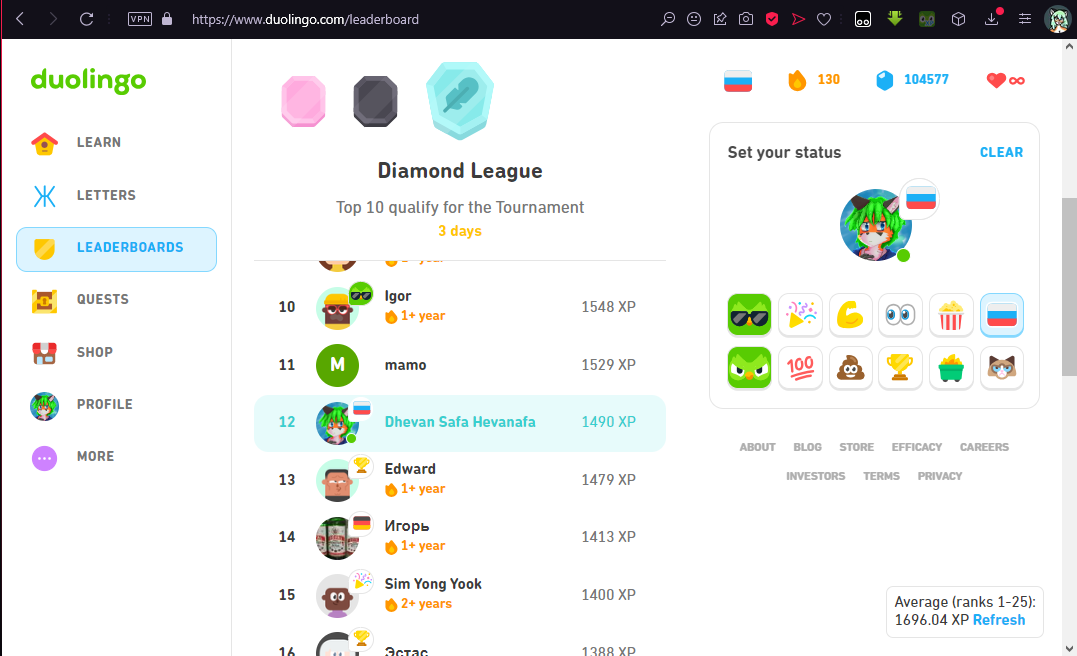 VPN https://www.duolingo.com/leaderboard
duolingo
LEARN
LETTERS
LEADERBOARDS
QUESTS
SHOP
PROFILE
MORE
Diamond League
Top 10 qualify for the Tournament
3 days
10 Igor 1548 XP
1+ year
11 M mamo 1529 XP
12 Dhevan Safa Hevanafa 1490 XP
13 Edward 1479 XP
1+ year
14 Игорь 1413 XP
1+ year
15 Sim Yong Yook 1400 XP
2+ years
16 Эстас 1388 XP
130 104577 ∞
Set your status CLEAR
100
ABOUT BLOG STORE EFFICACY CAREERS
INVESTORS TERMS PRIVACY
Average (ranks 1-25):
1696.04 XP Refresh